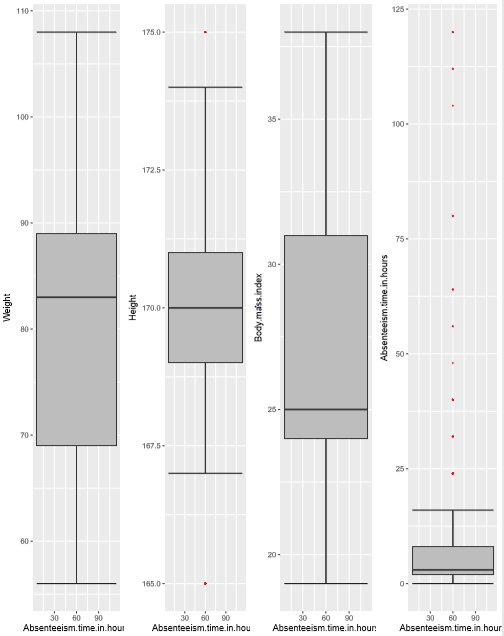 110
100
90
80
70
60
Weight
30 60 90
Absenteeism.time.in.hour
175.0
172.5
170.0
167.5
165.0
Height
30 60 90
Absenteeism.time.in.hou
35
30
25
20
Body.mass.index
30 60 90
Absenteeism.time.in.hours
125
100
75
50
25
0
Absenteeism.time.in.hours
30 60 90
Absenteeism.time.in.hour